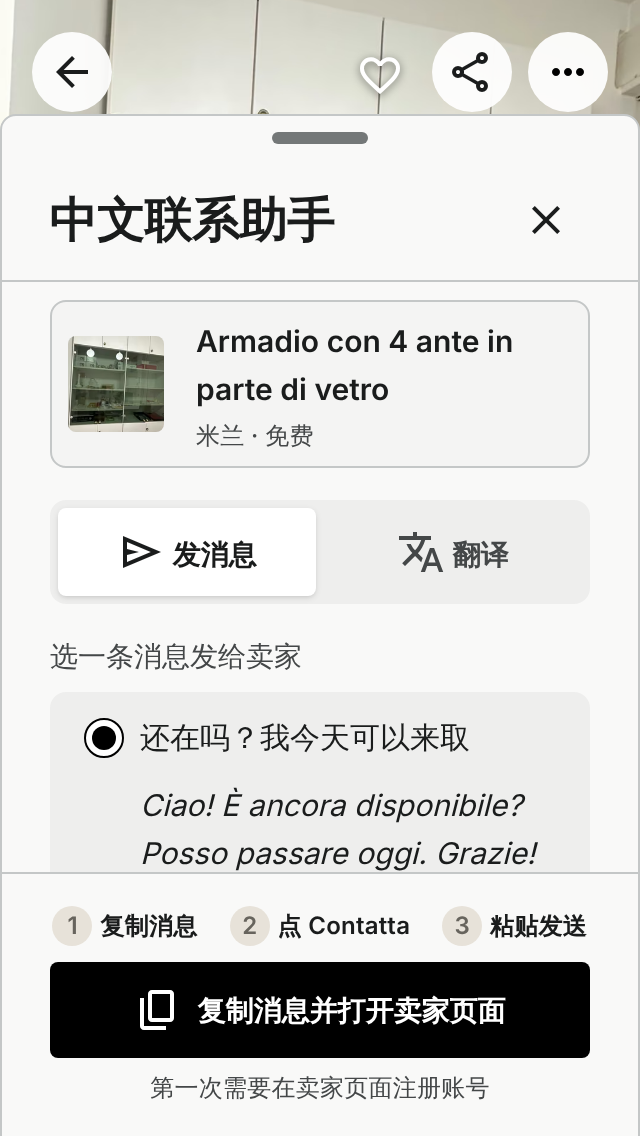 中文联系助手
Armadio con 4 ante in
parte di vetro
米兰 · 免费
发消息
翻译
选一条消息发给卖家
还在吗？我今天可以来取
Ciao! È ancora disponibile?
Posso passare oggi. Grazie!
1 复制消息 2 点 Contatta 3 粘贴发送
复制消息并打开卖家页面
第一次需要在卖家页面注册账号